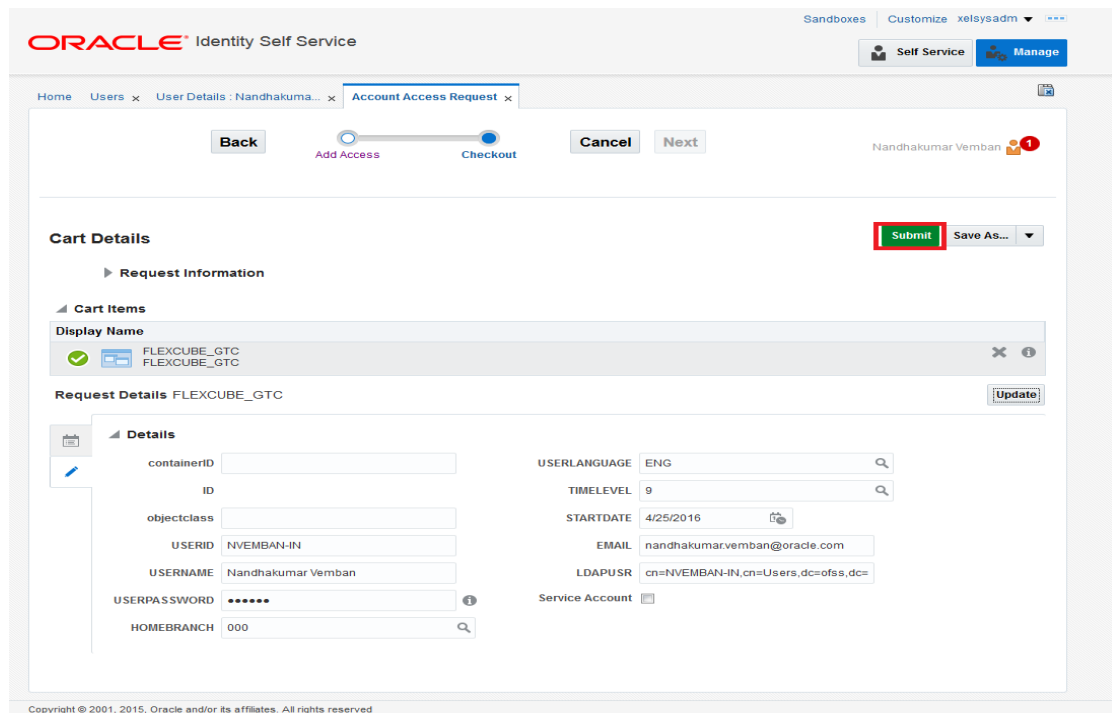 Sandboxes Customize xelsysadm
ORACLE® Identity Self Service
Self Service Manage
Home Users x User Details : Nandhakuma... x Account Access Request x
Back Add Access Checkout Cancel Next Nandhakumar Vemban 1
Cart Details Submit Save As...
Request Information
Cart Items
Display Name
FLEXCUBE_GTC
FLEXCUBE_GTC
Request Details FLEXCUBE_GTC Update
Details
containerID USERLANGUAGE ENG
ID TIMELEVEL 9
objectclass STARTDATE 4/25/2016
USERID NVEMBAN-IN EMAIL nandhakumar.vemban@oracle.com
USERNAME Nandhakumar Vemban LDAPUSR cn=NVEMBAN-IN,cn=Users,dc=ofss,dc=
USERPASSWORD •••••• Service Account
HOMEBRANCH 000
Copyright © 2001, 2015, Oracle and/or its affiliates. All rights reserved